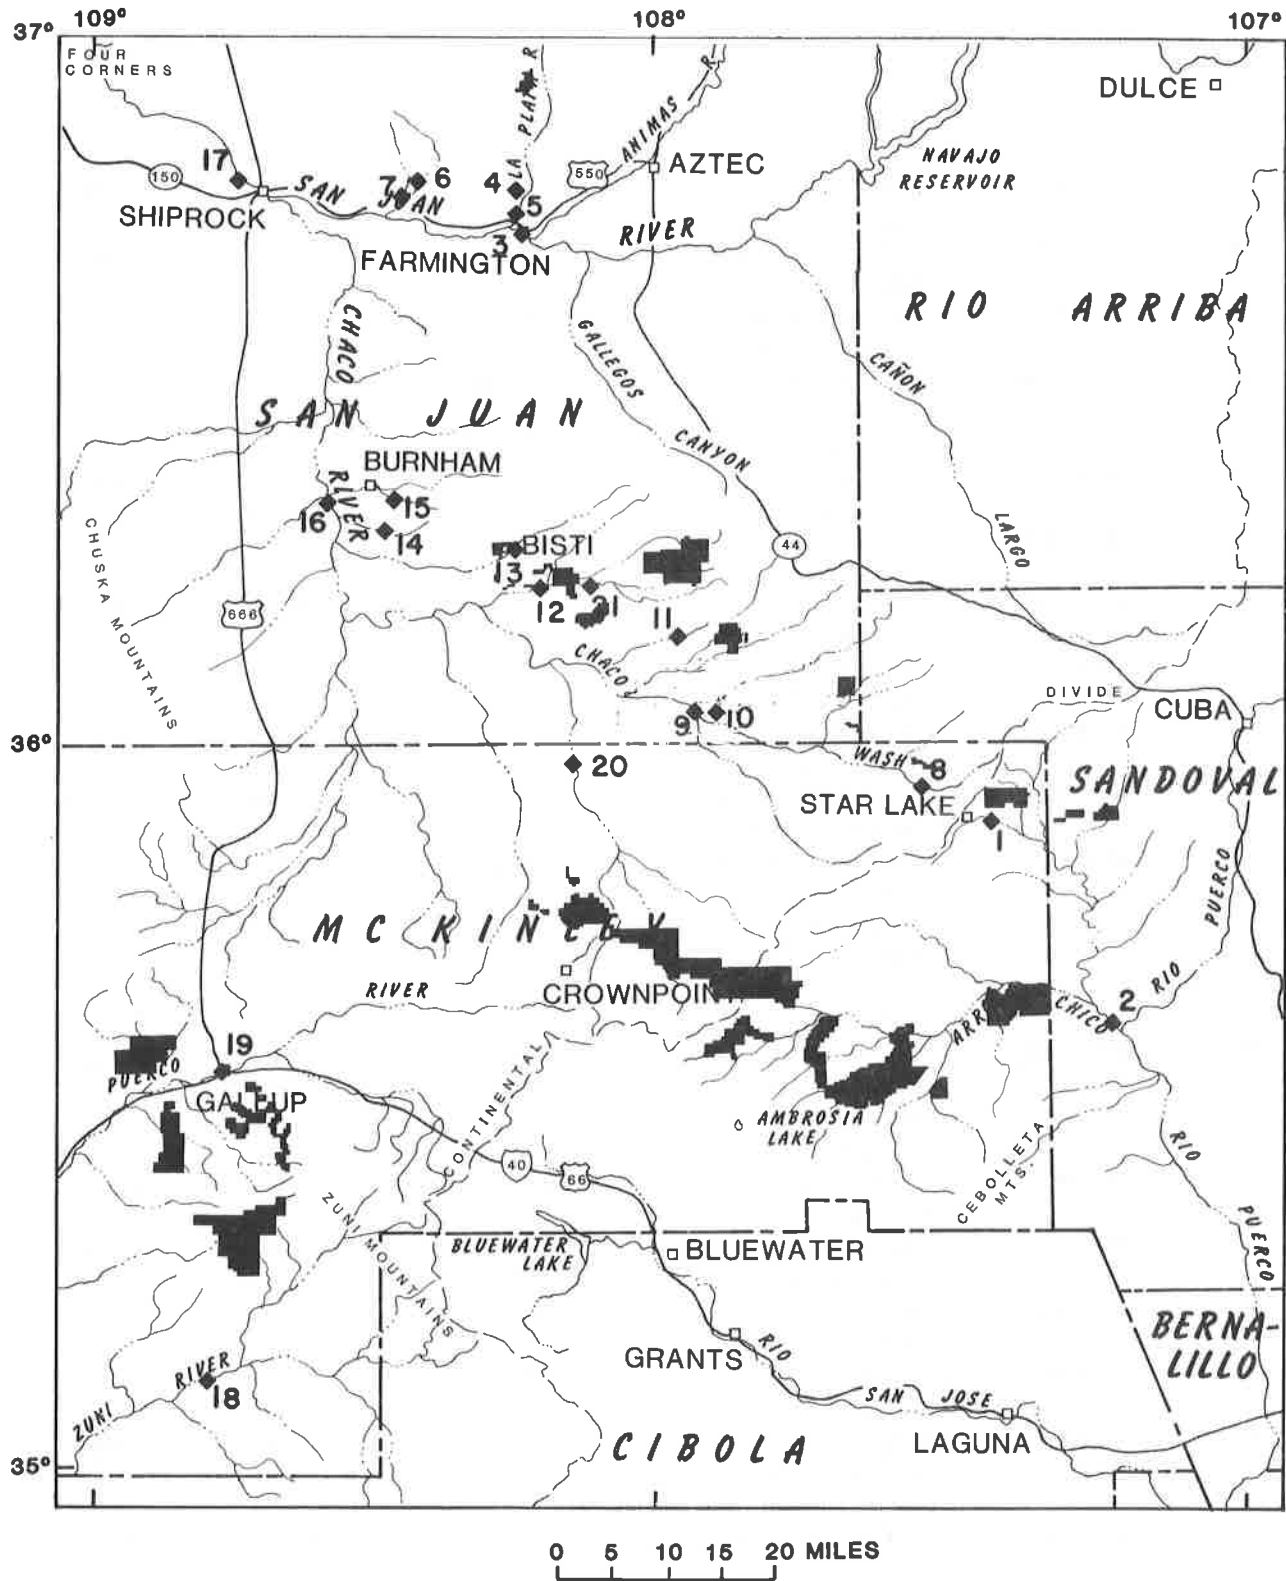 109° 108° 107°
37°
FOUR
CORNERS
DULCE
LA PLATA R
ANIMAS R
NAVAJO
RESERVOIR
550
AZTEC
17
150
SAN
7
6
JUAN
4
5
SHIPROCK
3
RIVER
FARMINGTON
RIO ARRIBA
CHACO
GALLEGOS
CAÑON
SAN JUAN
CANYON
BURNHAM
RIVER
15
16
14
LARGO
CHUSKA MOUNTAINS
BISTI
44
13
12
21
11
666
CHACO
DIVIDE
CUBA
9
10
36°
WASH
8
20
SANDOVAL
STAR LAKE
1
PUERCO
MC KINLEY
RIVER
CROWNPOINT
RIO
CHICO
2
ARRO
19
PUERCO
GALLUP
CONTINENTAL
AMBROSIA
LAKE
CEBOLLETA
MTS.
RIO
40
66
ZUNI MOUNTAINS
BLUEWATER
LAKE
BLUEWATER
PUERCO
BERNA-
LILLO
GRANTS
RIO
RIVER
18
SAN JOSE
ZUNI
CIBOLA
LAGUNA
35°
0 5 10 15 20 MILES